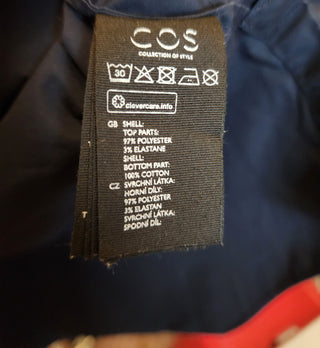 COS
COLLECTION OF STYLE
30
clevercare.info
GB SHELL:
TOP PARTS:
97% POLYESTER
3% ELASTANE
SHELL:
BOTTOM PART:
100% COTTON
CZ SVRCHNÍ LÁTKA:
HORNÍ DÍLY:
97% POLYESTER
3% ELASTAN
SVRCHNÍ LÁTKA:
SPODNÍ DÍL: